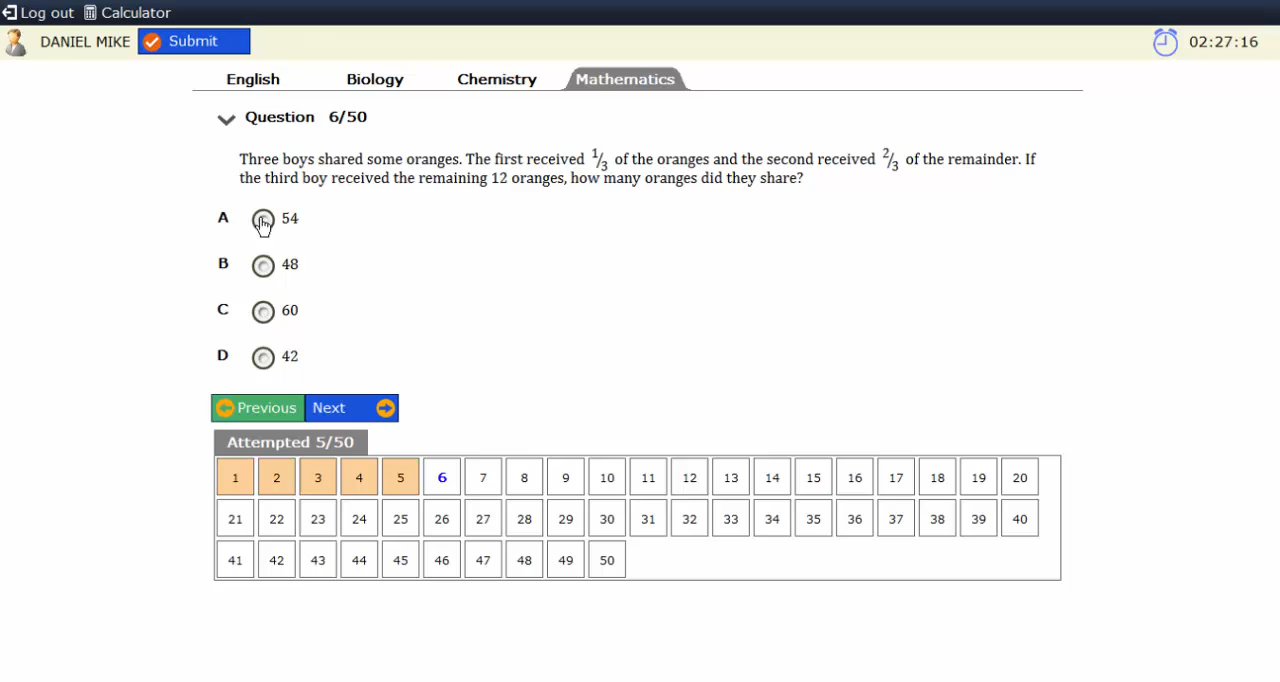 Log out Calculator
DANIEL MIKE Submit 02:27:16
English Biology Chemistry Mathematics
Question 6/50
Three boys shared some oranges. The first received 1/3 of the oranges and the second received 2/3 of the remainder. If
the third boy received the remaining 12 oranges, how many oranges did they share?
A 54
B 48
C 60
D 42
Previous Next
Attempted 5/50
1 2 3 4 5 6 7 8 9 10 11 12 13 14 15 16 17 18 19 20
21 22 23 24 25 26 27 28 29 30 31 32 33 34 35 36 37 38 39 40
41 42 43 44 45 46 47 48 49 50